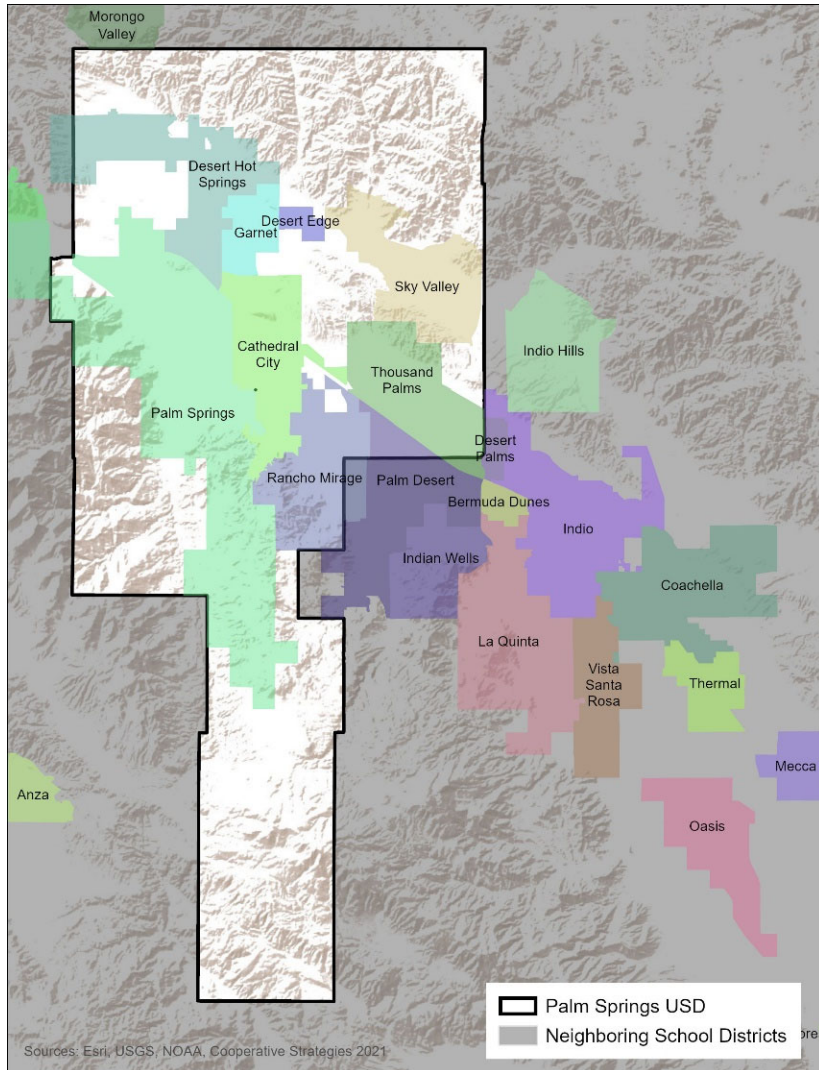 Morongo
Valley
Desert Hot
Springs
Desert Edge
Garnet
Sky Valley
Cathedral
City
Indio Hills
Thousand
Palms
Palm Springs
Desert
Palms
Rancho Mirage
Palm Desert
Bermuda Dunes
Indio
Indian Wells
Coachella
La Quinta
Vista
Santa
Rosa
Thermal
Mecca
Anza
Oasis
Palm Springs USD
Neighboring School Districts
Sources: Esri, USGS, NOAA, Cooperative Strategies 2021